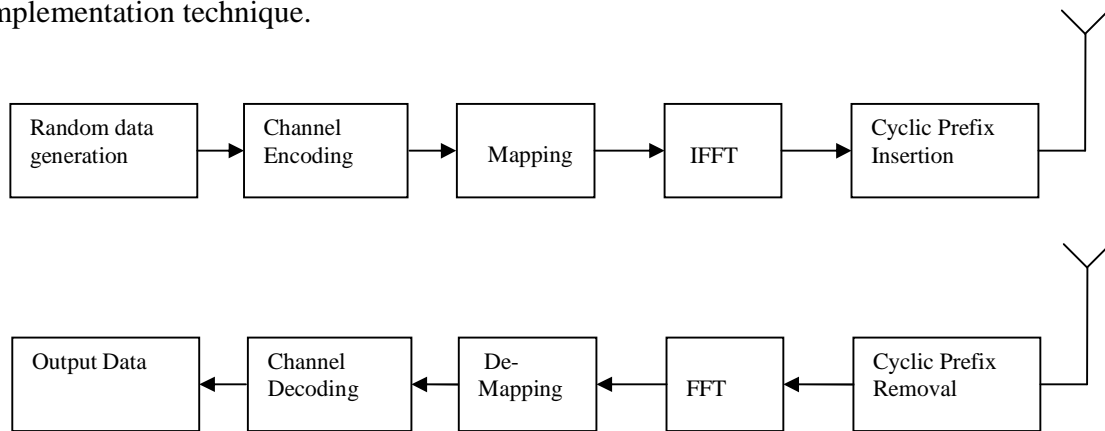 mplementation technique.
Random data
generation
Channel
Encoding
Mapping
IFFT
Cyclic Prefix
Insertion
Output Data
Channel
Decoding
De-
Mapping
FFT
Cyclic Prefix
Removal